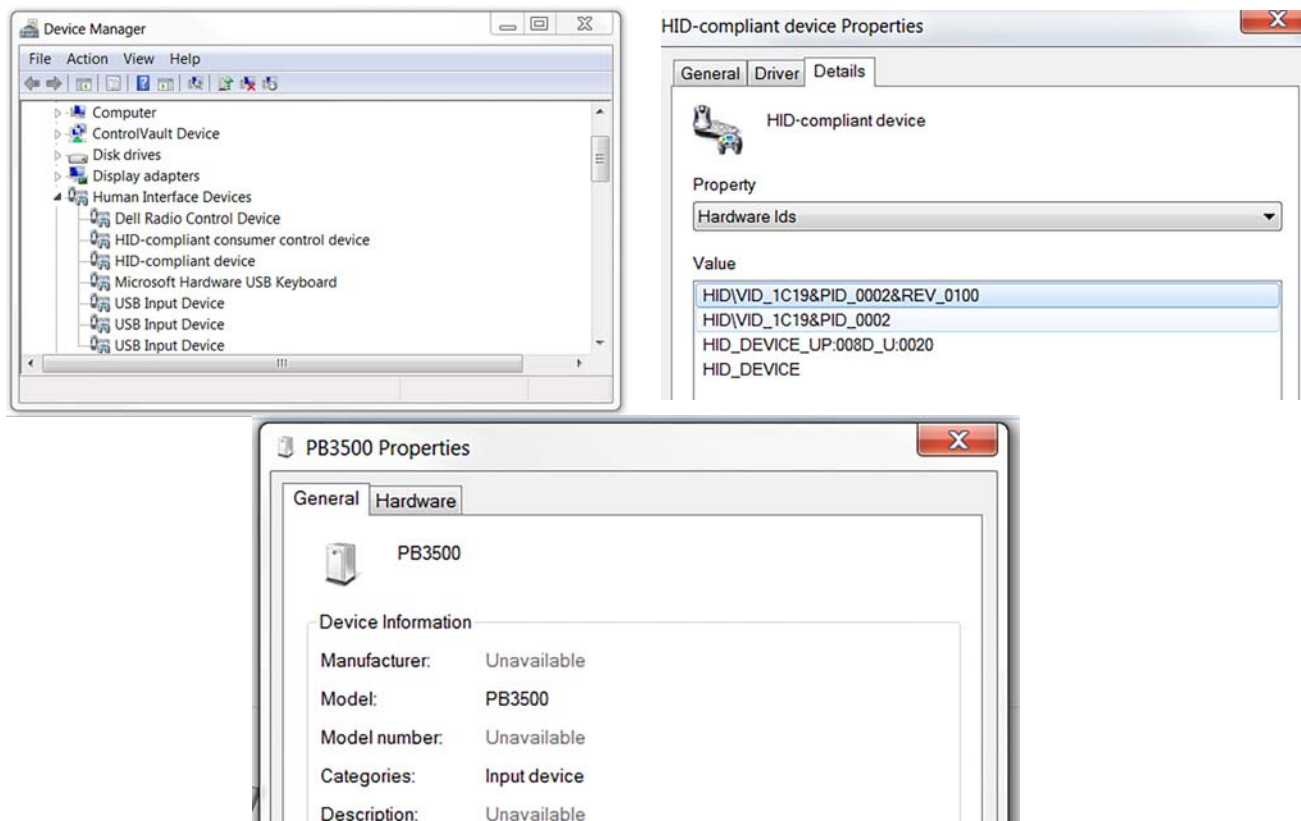 Device Manager
File Action View Help
Computer
ControlVault Device
Disk drives
Display adapters
Human Interface Devices
Dell Radio Control Device
HID-compliant consumer control device
HID-compliant device
Microsoft Hardware USB Keyboard
USB Input Device
USB Input Device
USB Input Device
HID-compliant device Properties
General Driver Details
HID-compliant device
Property
Hardware Ids
Value
HID\VID_1C19&PID_0002&REV_0100
HID\VID_1C19&PID_0002
HID_DEVICE_UP:008D_U:0020
HID_DEVICE
PB3500 Properties
General Hardware
PB3500
Device Information
Manufacturer: Unavailable
Model: PB3500
Model number: Unavailable
Categories: Input device
Description: Unavailable